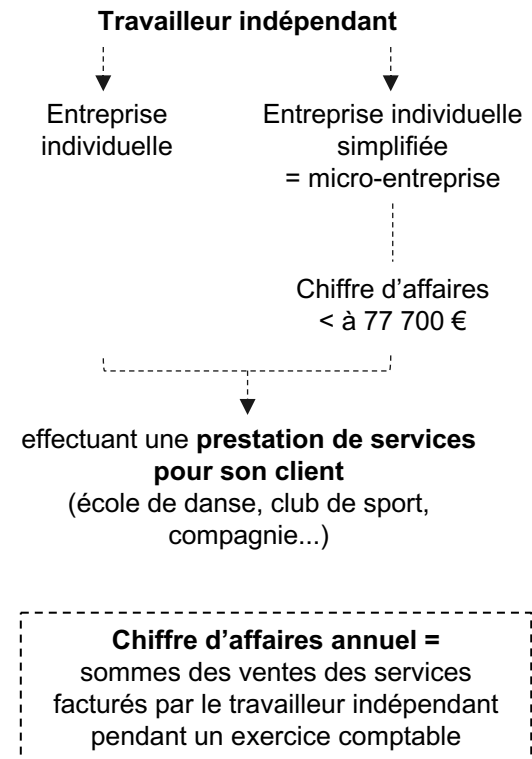 Travailleur indépendant
Entreprise
individuelle
Entreprise individuelle
simplifiée
= micro-entreprise
Chiffre d'affaires
< à 77 700 €
effectuant une prestation de services
pour son client
(école de danse, club de sport,
compagnie...)
Chiffre d'affaires annuel =
sommes des ventes des services
facturés par le travailleur indépendant
pendant un exercice comptable